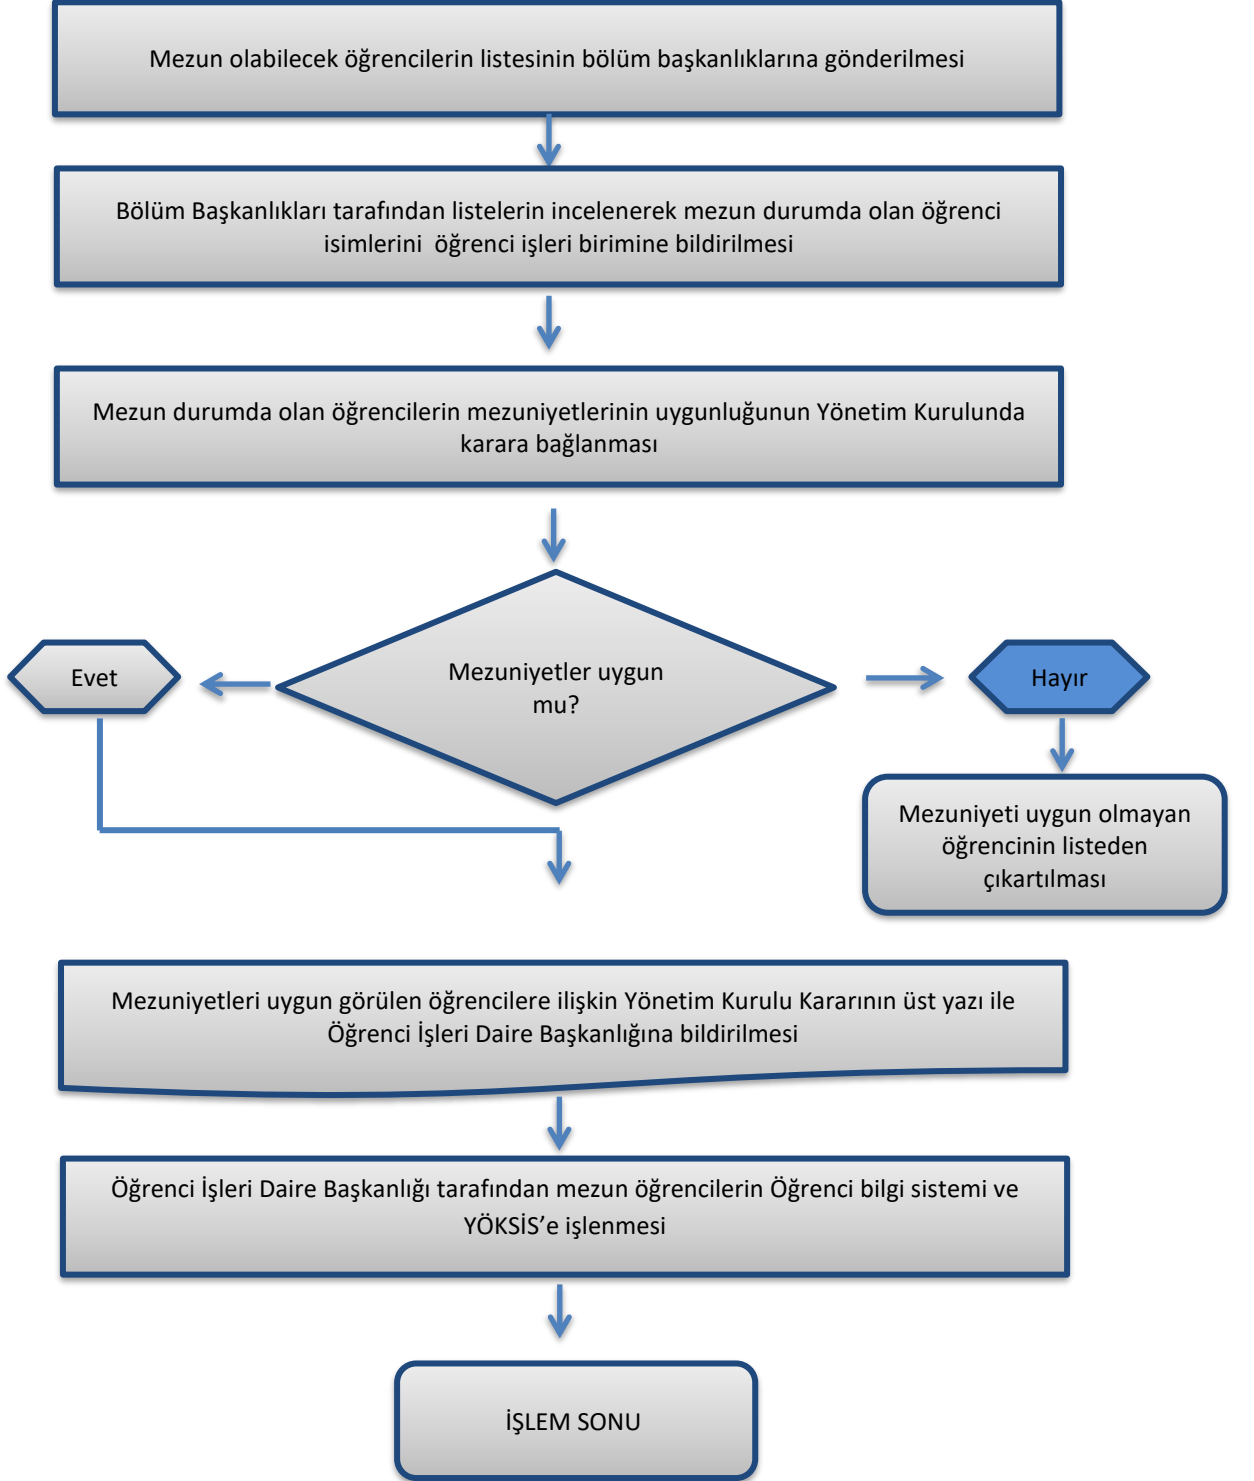 Mezun olabilecek öğrencilerin listesinin bölüm başkanlıklarına gönderilmesi
Bölüm Başkanlıkları tarafından listelerin incelenerek mezun durumda olan öğrenci
isimlerini öğrenci işleri birimine bildirilmesi
Mezun durumda olan öğrencilerin mezuniyetlerinin uygunluğunun Yönetim Kurulunda
karara bağlanması
Mezuniyetler uygun
mu?
Evet
Hayır
Mezuniyeti uygun olmayan
öğrencinin listeden
çıkartılması
Mezuniyetleri uygun görülen öğrencilere ilişkin Yönetim Kurulu Kararının üst yazı ile
Öğrenci İşleri Daire Başkanlığına bildirilmesi
Öğrenci İşleri Daire Başkanlığı tarafından mezun öğrencilerin Öğrenci bilgi sistemi ve
YÖKSİS’e işlenmesi
İŞLEM SONU